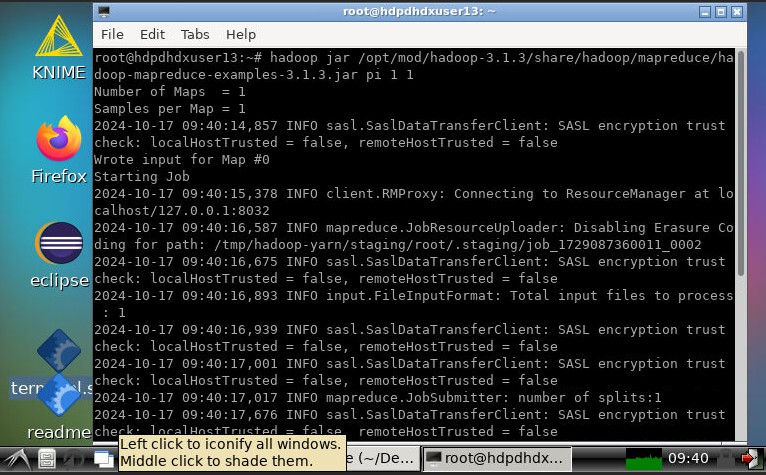 root@hdpdhdxuser13: ~
File Edit Tabs Help
root@hdpdhdxuser13:~# hadoop jar /opt/mod/hadoop-3.1.3/share/hadoop/mapreduce/ha
doop-mapreduce-examples-3.1.3.jar pi 1 1
Number of Maps  = 1
Samples per Map = 1
2024-10-17 09:40:14,857 INFO sasl.SaslDataTransferClient: SASL encryption trust
check: localHostTrusted = false, remoteHostTrusted = false
Wrote input for Map #0
Starting Job
2024-10-17 09:40:15,378 INFO client.RMProxy: Connecting to ResourceManager at lo
calhost/127.0.0.1:8032
2024-10-17 09:40:16,587 INFO mapreduce.JobResourceUploader: Disabling Erasure Co
ding for path: /tmp/hadoop-yarn/staging/root/.staging/job_1729087360011_0002
2024-10-17 09:40:16,675 INFO sasl.SaslDataTransferClient: SASL encryption trust
check: localHostTrusted = false, remoteHostTrusted = false
2024-10-17 09:40:16,893 INFO input.FileInputFormat: Total input files to process
: 1
2024-10-17 09:40:16,939 INFO sasl.SaslDataTransferClient: SASL encryption trust
check: localHostTrusted = false, remoteHostTrusted = false
2024-10-17 09:40:17,001 INFO sasl.SaslDataTransferClient: SASL encryption trust
check: localHostTrusted = false, remoteHostTrusted = false
2024-10-17 09:40:17,017 INFO mapreduce.JobSubmitter: number of splits:1
2024-10-17 09:40:17,676 INFO sasl.SaslDataTransferClient: SASL encryption trust
check: localHostTrusted = false, remoteHostTrusted = false
KNIME
Firefox
eclipse
readme
Left click to iconify all windows.
Middle click to shade them.
e (~/De...
root@hdpdhdx...
09:40